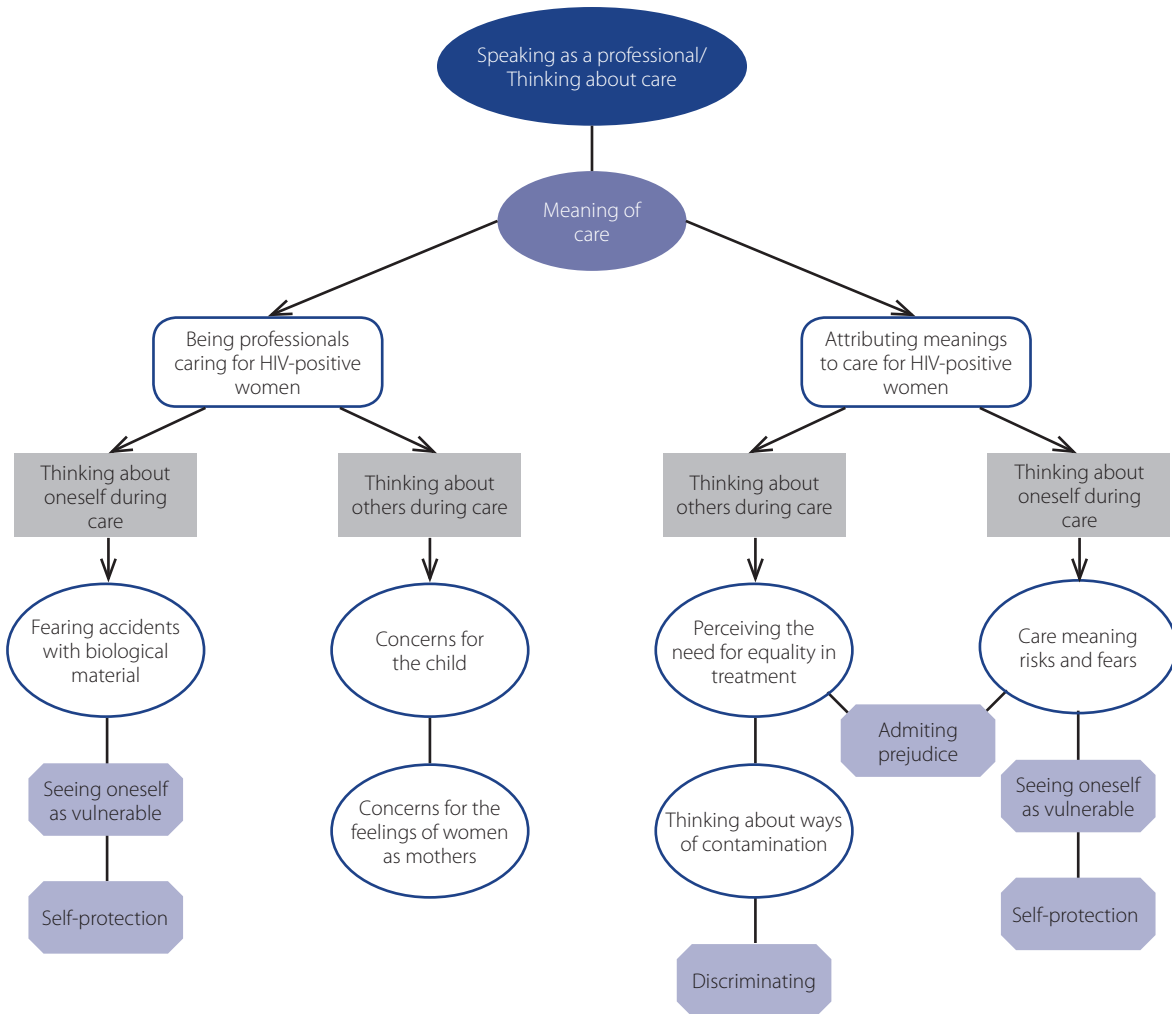 Speaking as a professional/
Thinking about care
Meaning of
care
Being professionals
caring for HIV-positive
women
Attributing meanings
to care for HIV-positive
women
Thinking about
oneself during
care
Thinking about
others during care
Thinking about
others during care
Thinking about
oneself during
care
Fearing accidents
with biological
material
Concerns for
the child
Perceiving the
need for equality in
treatment
Care meaning
risks and fears
Admiting
prejudice
Seeing oneself
as vulnerable
Concerns for the
feelings of women
as mothers
Thinking about ways
of contamination
Seeing oneself
as vulnerable
Self-protection
Self-protection
Discriminating